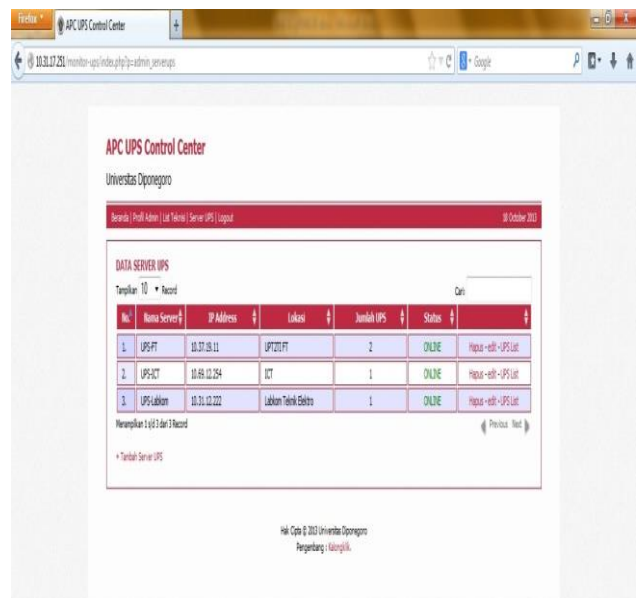 Firefox
APC UPS Control Center
10.31.17.251/monitor-ups/index.php?p=admin_serverups
Google
APC UPS Control Center
Universitas Diponegoro
Beranda | Profil Admin | List Teknisi | Server UPS | Logout 18 October 2013
DATA SERVER UPS
Tampilkan 10 Record Cari:
No. Nama Server IP Address Lokasi Jumlah UPS Status
1. UPS-FT 10.37.19.11 UPTZTI FT 2 ONLINE Hapus - edit - UPS List
2. UPS-ICT 10.69.12.254 ICT 1 ONLINE Hapus - edit - UPS List
3. UPS-Labkom 10.31.12.222 Labkom Teknik Elektro 1 ONLINE Hapus - edit - UPS List
Menampilkan 1 s/d 3 dari 3 Record Previous Next
+ Tambah Server UPS
Hak Cipta © 2013 Universitas Diponegoro
Pengembang : Kalongklik.